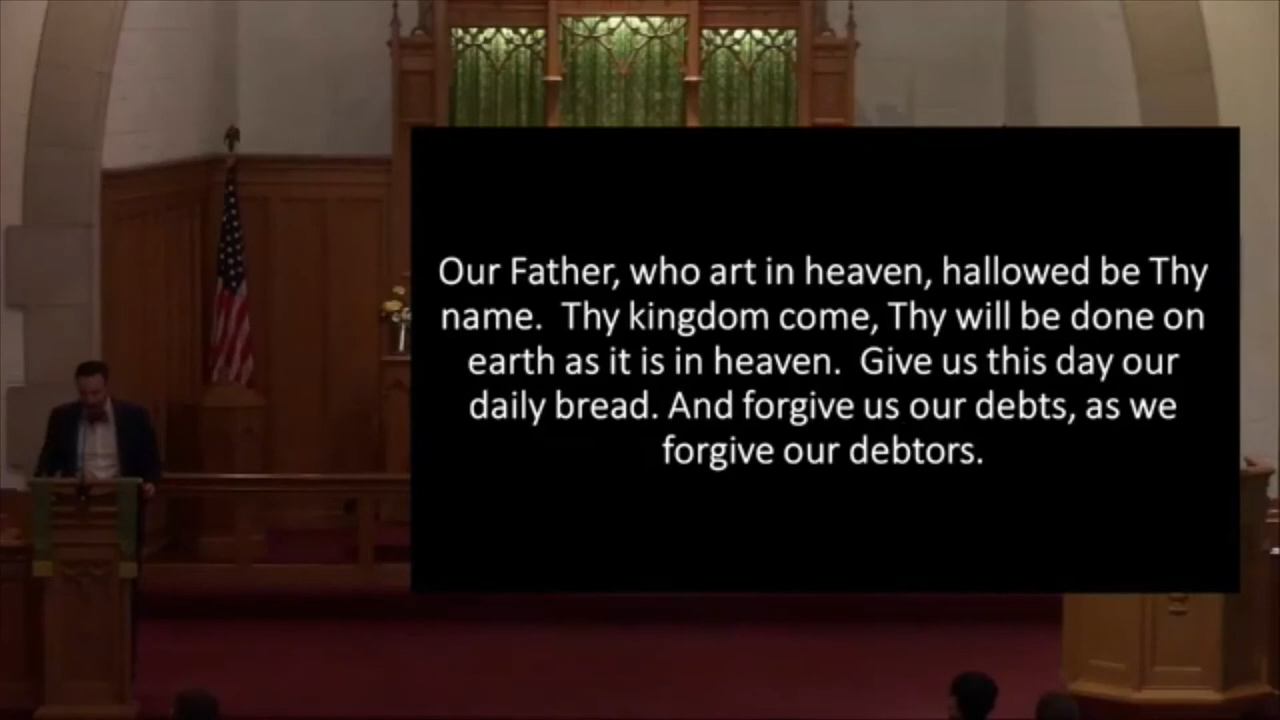 Our Father, who art in heaven, hallowed be Thy
name.  Thy kingdom come, Thy will be done on
earth as it is in heaven.  Give us this day our
daily bread. And forgive us our debts, as we
forgive our debtors.